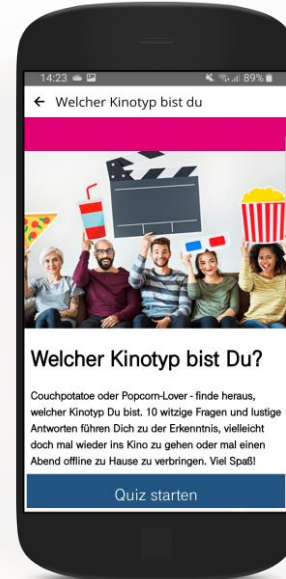 14:23 89%
← Welcher Kinotyp bist du
Welcher Kinotyp bist Du?
Couchpotatoe oder Popcorn-Lover - finde heraus,
welcher Kinotyp Du bist. 10 witzige Fragen und lustige
Antworten führen Dich zu der Erkenntnis, vielleicht
doch mal wieder ins Kino zu gehen oder mal einen
Abend offline zu Hause zu verbringen. Viel Spaß!
Quiz starten